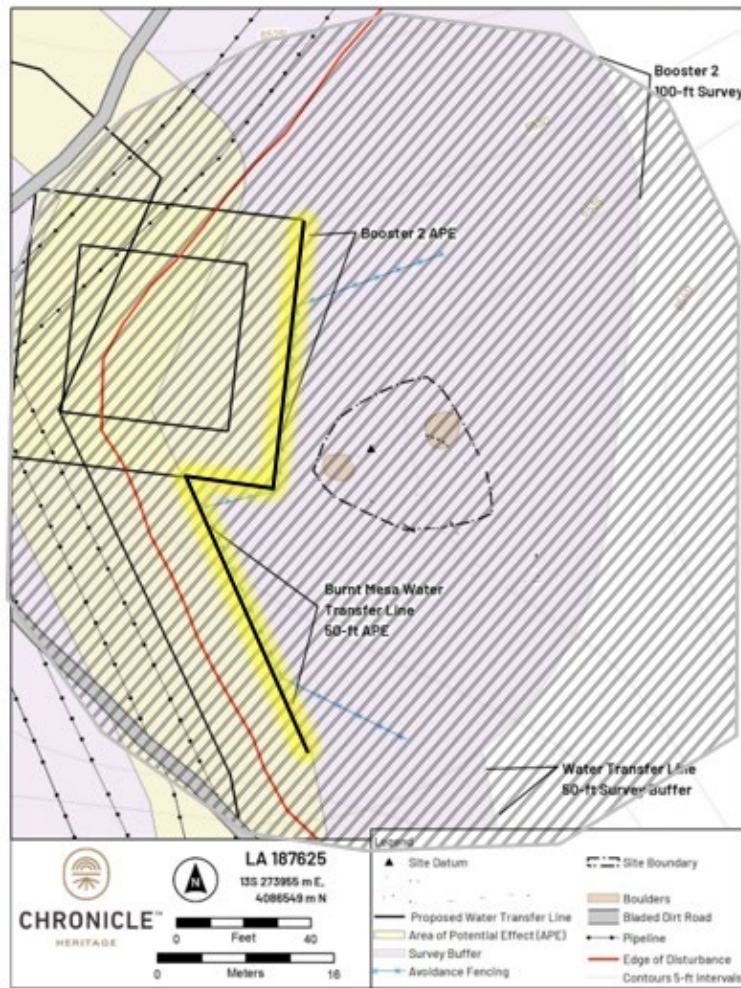 Booster 2
100-ft Survey
Booster 2 APE
Burnt Mesa Water
Transfer Line
50-ft APE
Water Transfer Line
50-ft Survey Buffer
CHRONICLE™
HERITAGE
N
LA 187625
13S 273955 m E,
4086549 m N
0 Feet 40
0 Meters 16
Legend
Site Datum
Proposed Water Transfer Line
Area of Potential Effect (APE)
Survey Buffer
Avoidance Fencing
Site Boundary
Boulders
Bladed Dirt Road
Pipeline
Edge of Disturbance
Contours 5-ft Intervals